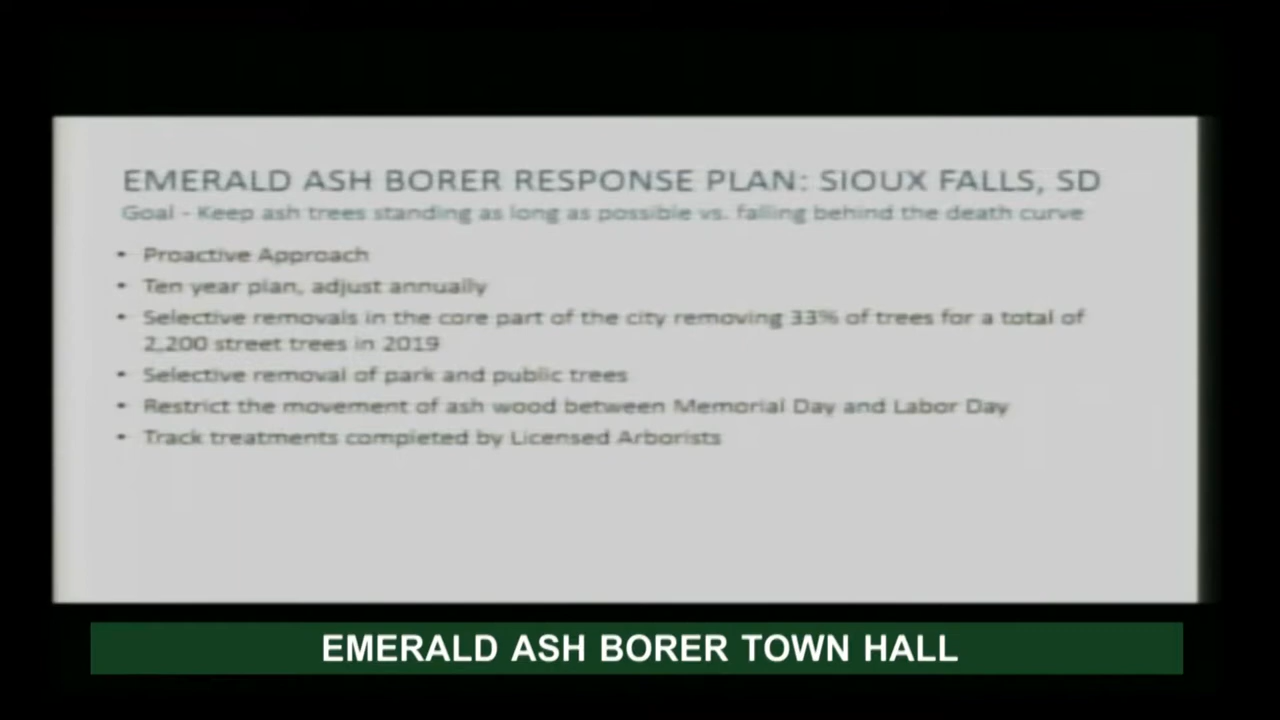 EMERALD ASH BORER RESPONSE PLAN: SIOUX FALLS, SD
Goal - Keep ash trees standing as long as possible vs. falling behind the death curve
• Proactive Approach
• Ten year plan, adjust annually
• Selective removals in the core part of the city removing 33% of trees for a total of
2,200 street trees in 2019
• Selective removal of park and public trees
• Restrict the movement of ash wood between Memorial Day and Labor Day
• Track treatments completed by Licensed Arborists
EMERALD ASH BORER TOWN HALL